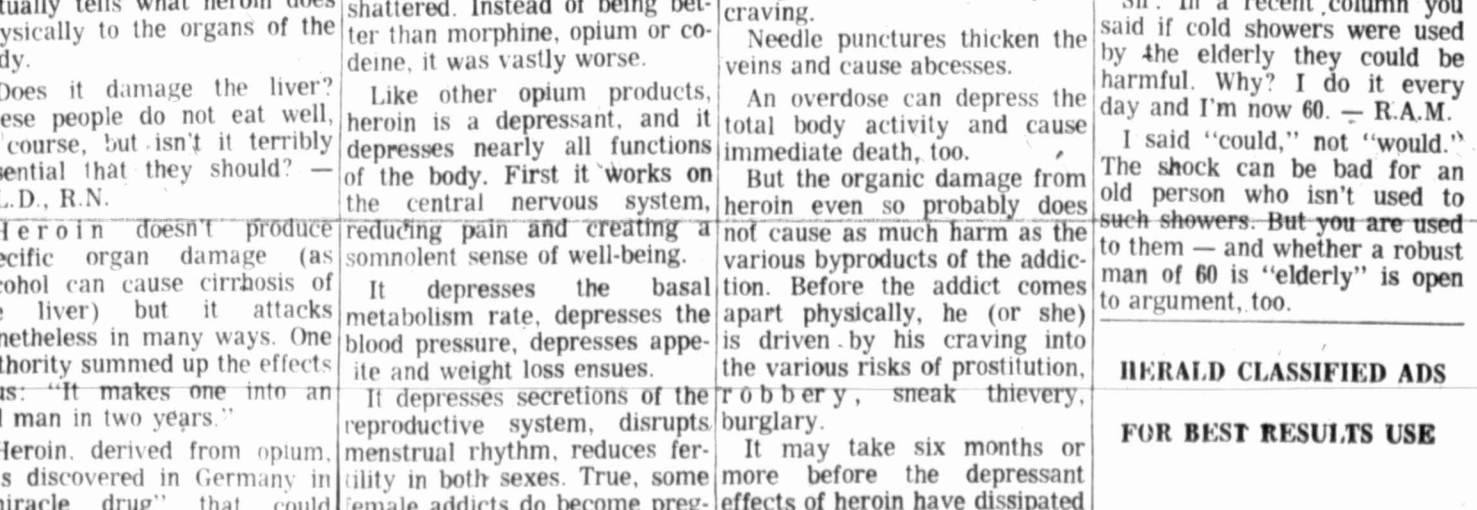 tually tells what heroin does
ysically to the organs of the
dy.
Does it damage the liver?
ese people do not eat well,
course, but isn't it terribly
sential that they should? —
L.D., R.N.
Heroin doesn't produce
ecific organ damage (as
cohol can cause cirrhosis of
e liver) but it attacks
netheless in many ways. One
thority summed up the effects
us: "It makes one into an
l man in two years."
Heroin, derived from opium,
s discovered in Germany in
niracle drug" that could
shattered. Instead of being bet-
ter than morphine, opium or co-
deine, it was vastly worse.
Like other opium products,
heroin is a depressant, and it
depresses nearly all functions
of the body. First it works on
the central nervous system,
reducing pain and creating a
somnolent sense of well-being.
It depresses the basal
metabolism rate, depresses the
blood pressure, depresses appe-
ite and weight loss ensues.
It depresses secretions of the
reproductive system, disrupts
menstrual rhythm, reduces fer-
tility in both sexes. True, some
female addicts do become preg-
craving.
Needle punctures thicken the
veins and cause abcesses.
An overdose can depress the
total body activity and cause
immediate death, too.
But the organic damage from
heroin even so probably does
not cause as much harm as the
various byproducts of the addic-
tion. Before the addict comes
apart physically, he (or she)
is driven by his craving into
the various risks of prostitution,
robbery, sneak thievery,
burglary.
It may take six months or
more before the depressant
effects of heroin have dissipated
Sir: In a recent column you
said if cold showers were used
by the elderly they could be
harmful. Why? I do it every
day and I'm now 60. — R.A.M.
I said "could," not "would."
The shock can be bad for an
old person who isn't used to
such showers. But you are used
to them — and whether a robust
man of 60 is "elderly" is open
to argument, too.
HERALD CLASSIFIED ADS
FOR BEST RESULTS USE